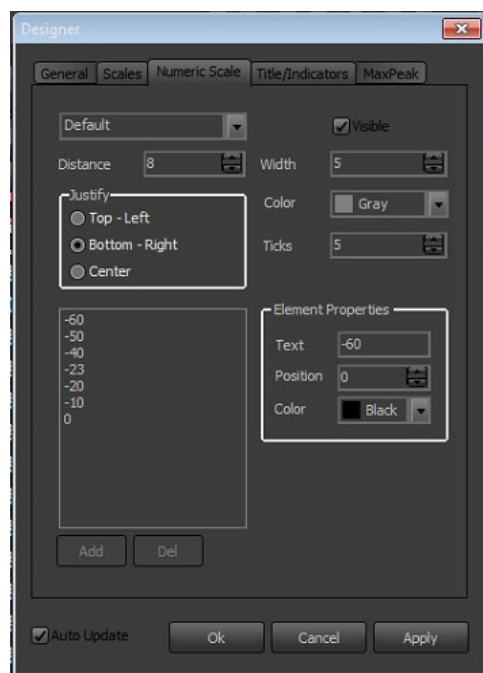 Designer
General Scales Numeric Scale Title/Indicators MaxPeak
Default
Visible
Distance 8
Width 5
Justify
Top - Left
Bottom - Right
Center
Color Gray
Ticks 5
-60
-50
-40
-23
-20
-10
0
Element Properties
Text -60
Position 0
Color Black
Add Del
Auto Update Ok Cancel Apply